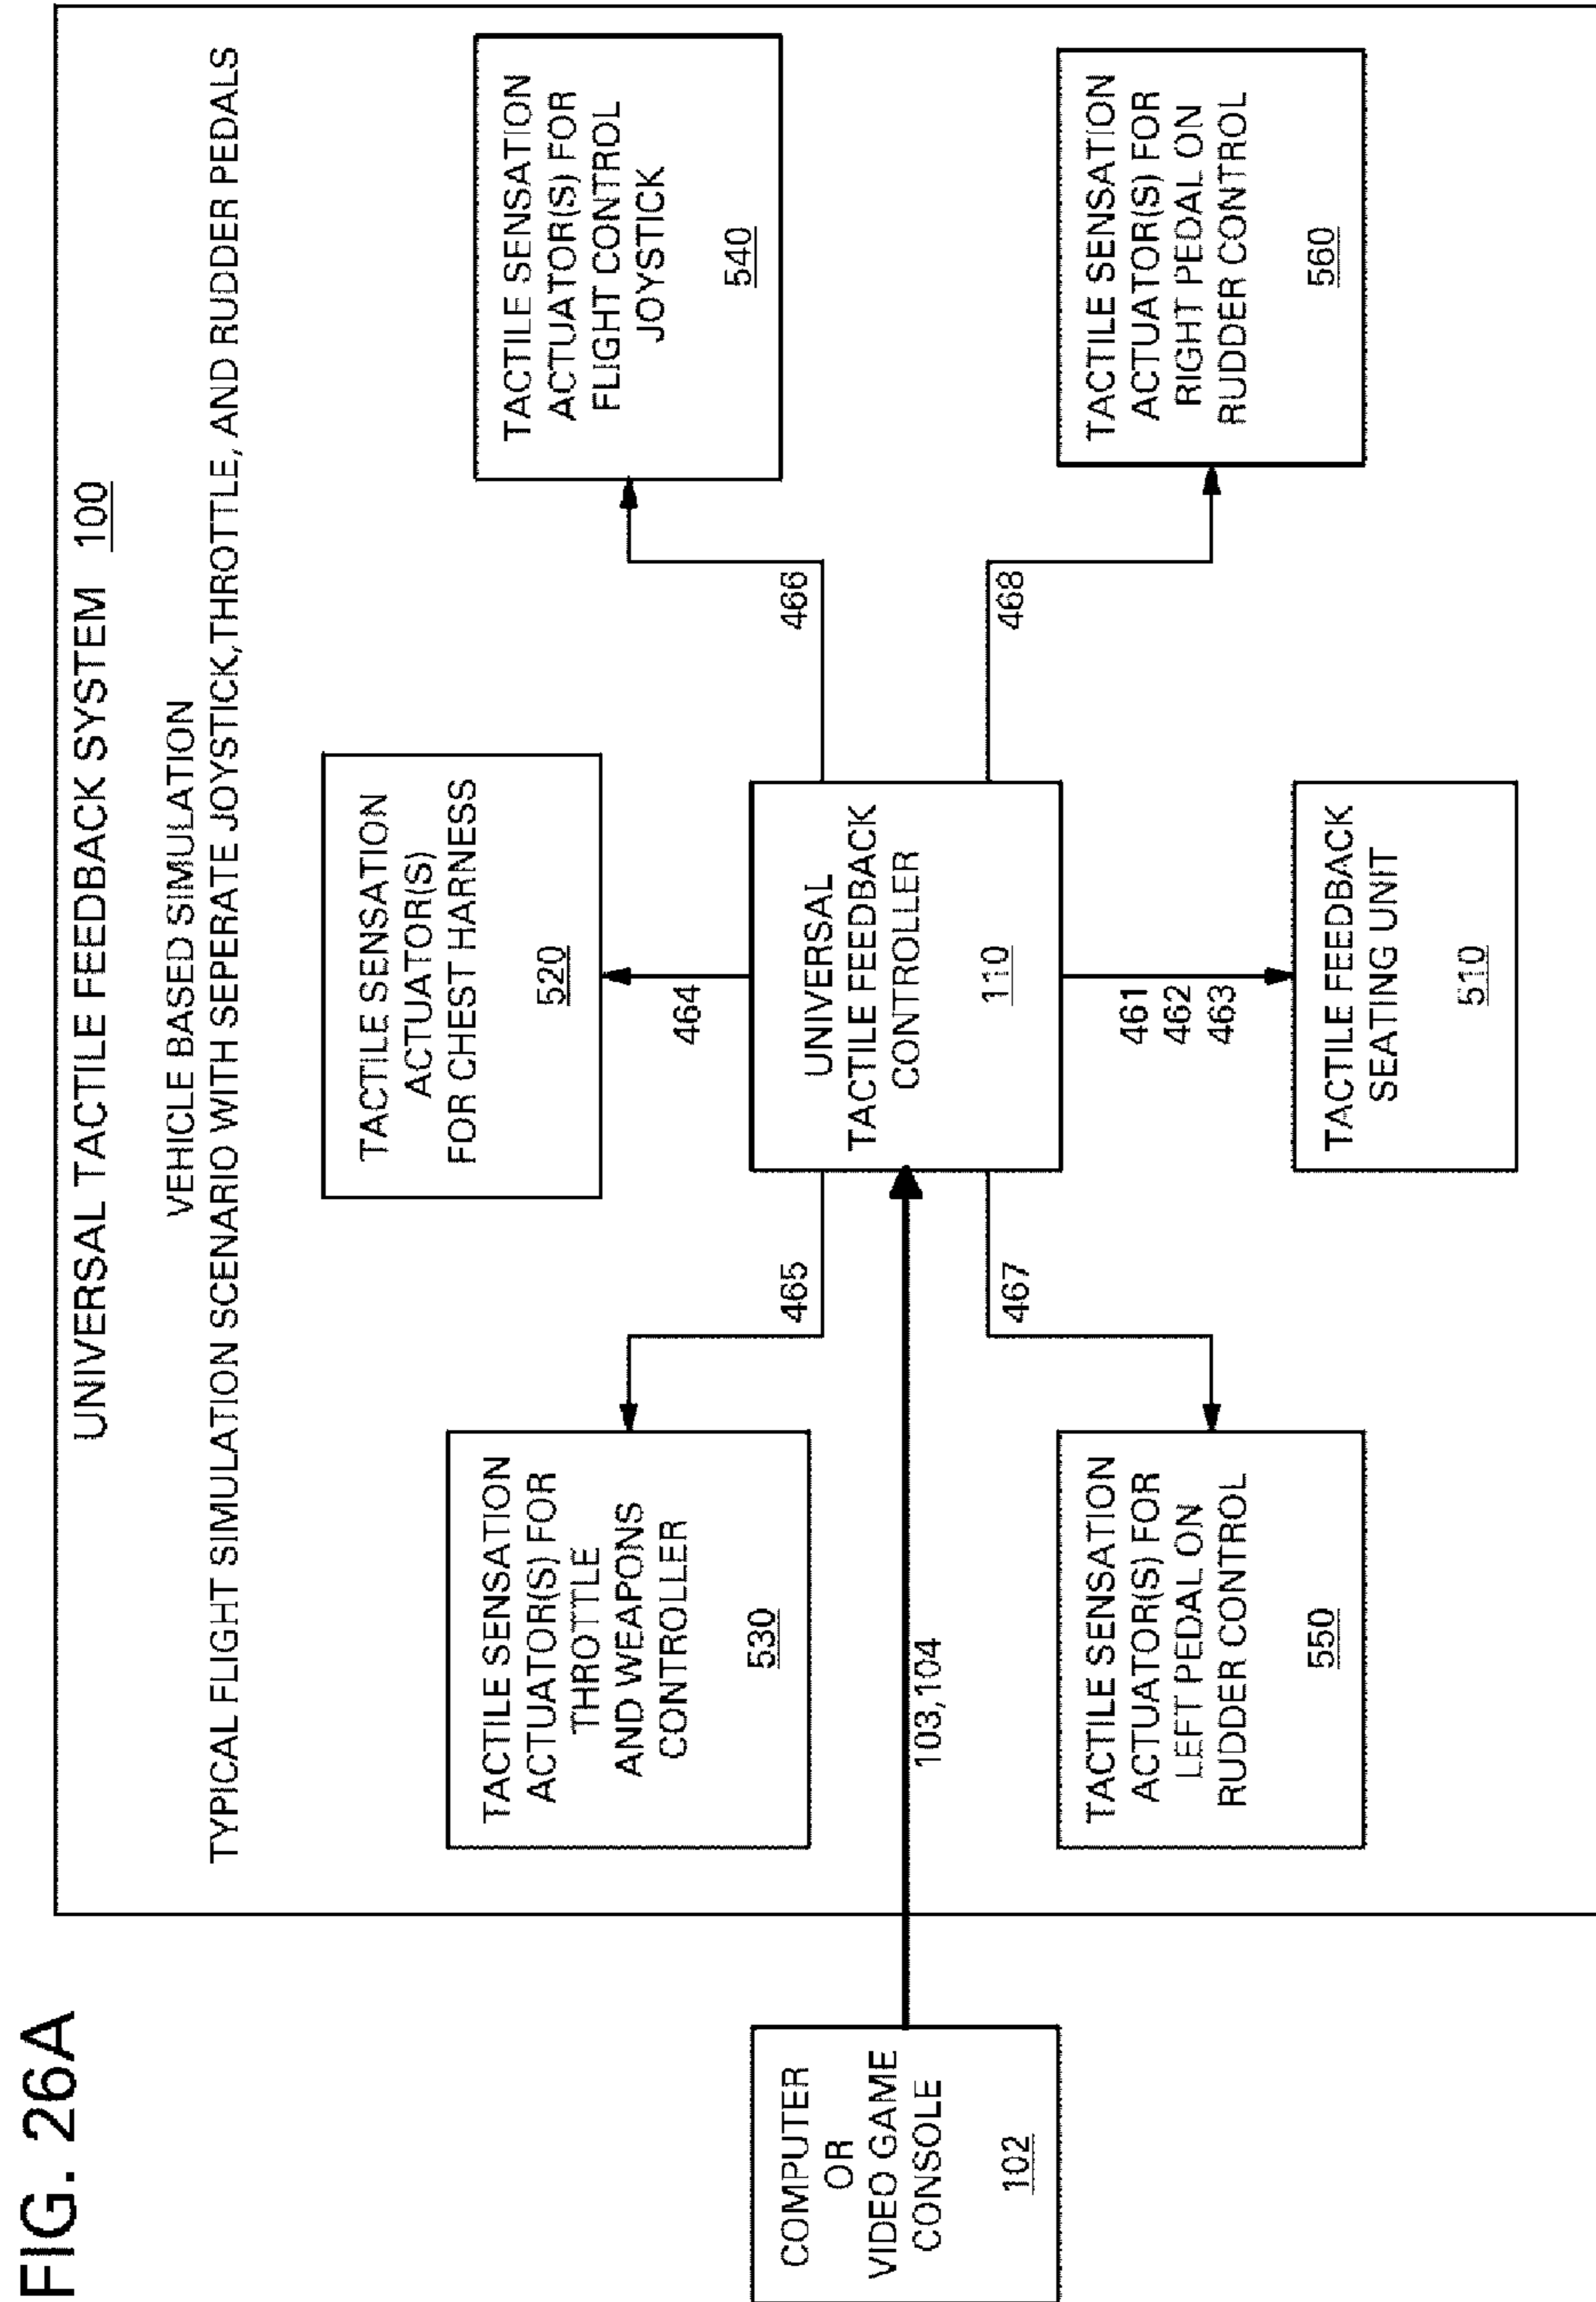 FIG. 26A
UNIVERSAL TACTILE FEEDBACK SYSTEM 100
VEHICLE BASED SIMULATION
TYPICAL FLIGHT SIMULATION SCENARIO WITH SEPERATE JOYSTICK,THROTTLE, AND RUDDER PEDALS
TACTILE SENSATION
ACTUATOR(S) FOR
THROTTLE
AND WEAPONS
CONTROLLER
530
TACTILE SENSATION
ACTUATOR(S)
FOR CHEST HARNESS
520
TACTILE SENSATION
ACTUATOR(S) FOR
FLIGHT CONTROL
JOYSTICK
540
465
464
466
COMPUTER
OR
VIDEO GAME
CONSOLE
102
103,104
UNIVERSAL
TACTILE FEEDBACK
CONTROLLER
110
467
461
462
463
468
TACTILE SENSATION
ACTUATOR(S) FOR
LEFT PEDAL ON
RUDDER CONTROL
550
TACTILE FEEDBACK
SEATING UNIT
510
TACTILE SENSATION
ACTUATOR(S) FOR
RIGHT PEDAL ON
RUDDER CONTROL
560